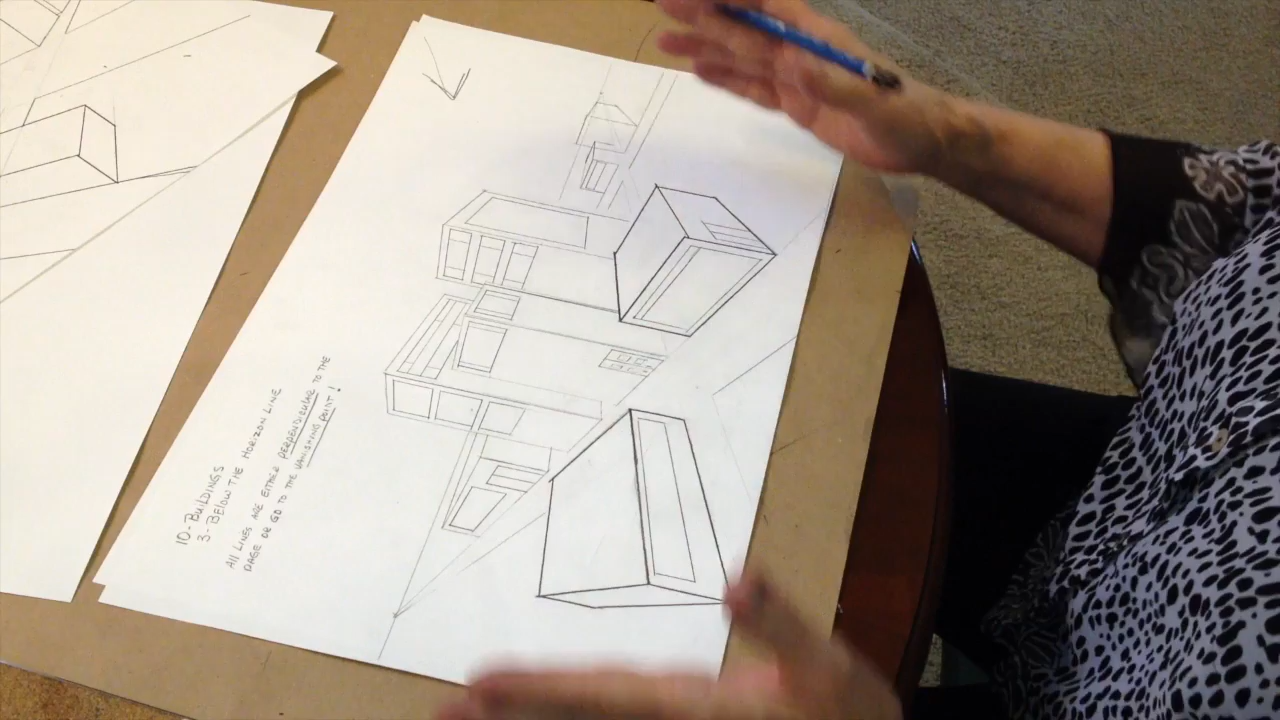 10 - BUILDINGS
3 - BELOW THE HORIZON LINE
All LINES ARE EITHER PERPENDICULAR TO THE
PAGE OR GO TO THE VANISHING POINT!